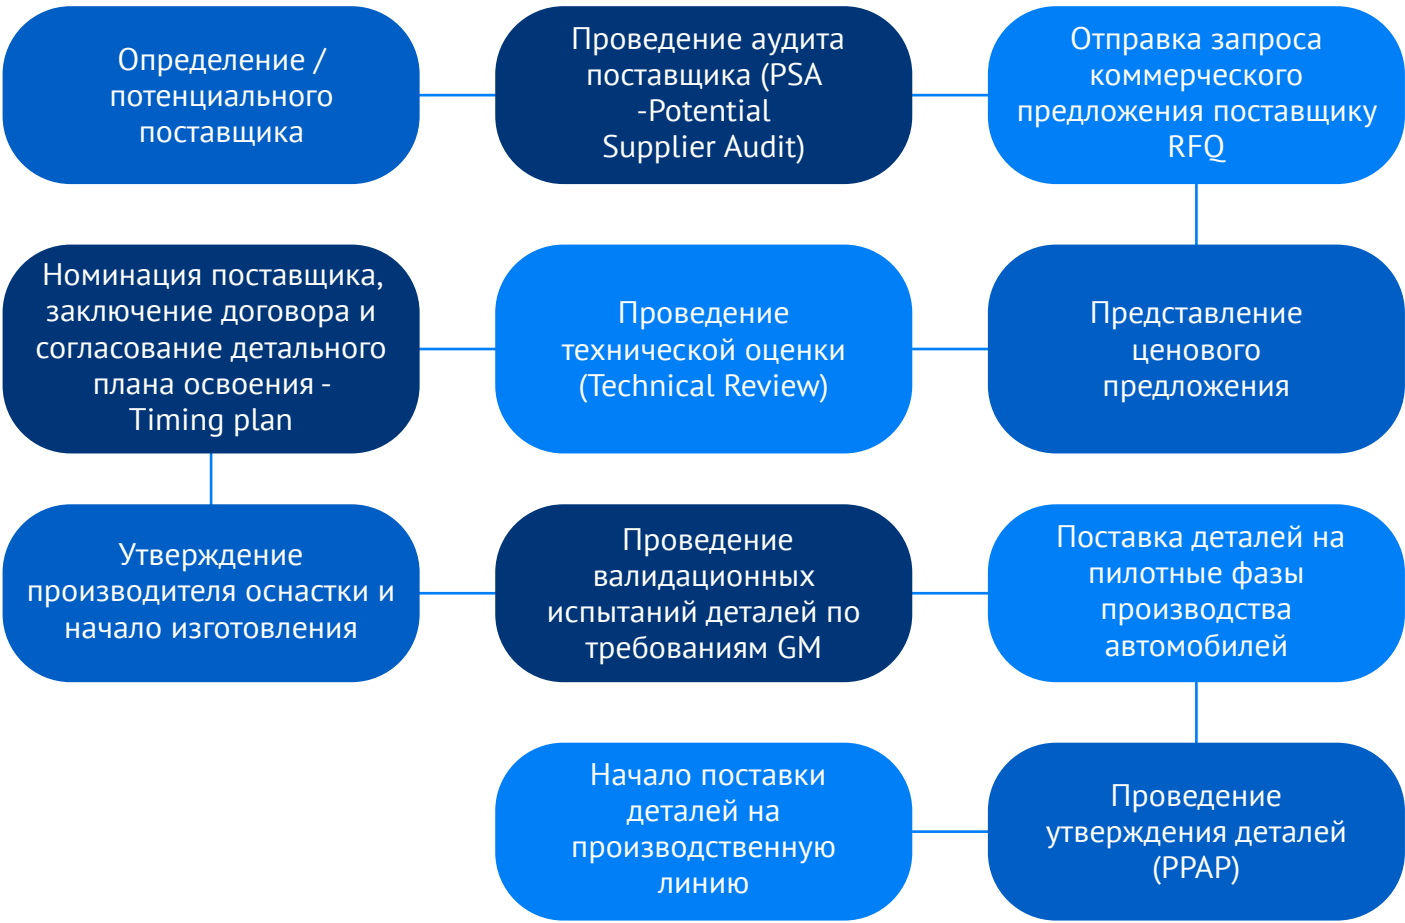 Определение /
потенциального
поставщика
Проведение аудита
поставщика (PSA
-Potential
Supplier Audit)
Отправка запроса
коммерческого
предложения поставщику
RFQ
Представление
ценового
предложения
Проведение
технической оценки
(Technical Review)
Номинация поставщика,
заключение договора и
согласование детального
плана освоения -
Timing plan
Утверждение
производителя оснастки и
начало изготовления
Проведение
валидационных
испытаний деталей по
требованиям GM
Поставка деталей на
пилотные фазы
производства
автомобилей
Проведение
утверждения деталей
(PPAP)
Начало поставки
деталей на
производственную
линию